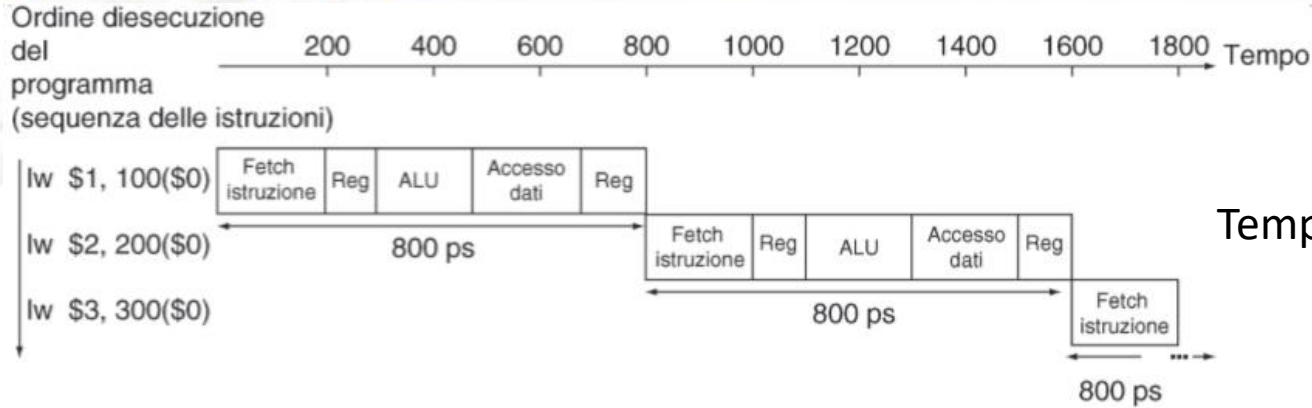 Ordine diesecuzione
del
programma
(sequenza delle istruzioni)
200 400 600 800 1000 1200 1400 1600 1800 Tempo
lw $1, 100($0)
Fetch
istruzione
Reg
ALU
Accesso
dati
Reg
800 ps
lw $2, 200($0)
Fetch
istruzione
Reg
ALU
Accesso
dati
Reg
800 ps
Temp
lw $3, 300($0)
Fetch
istruzione
800 ps